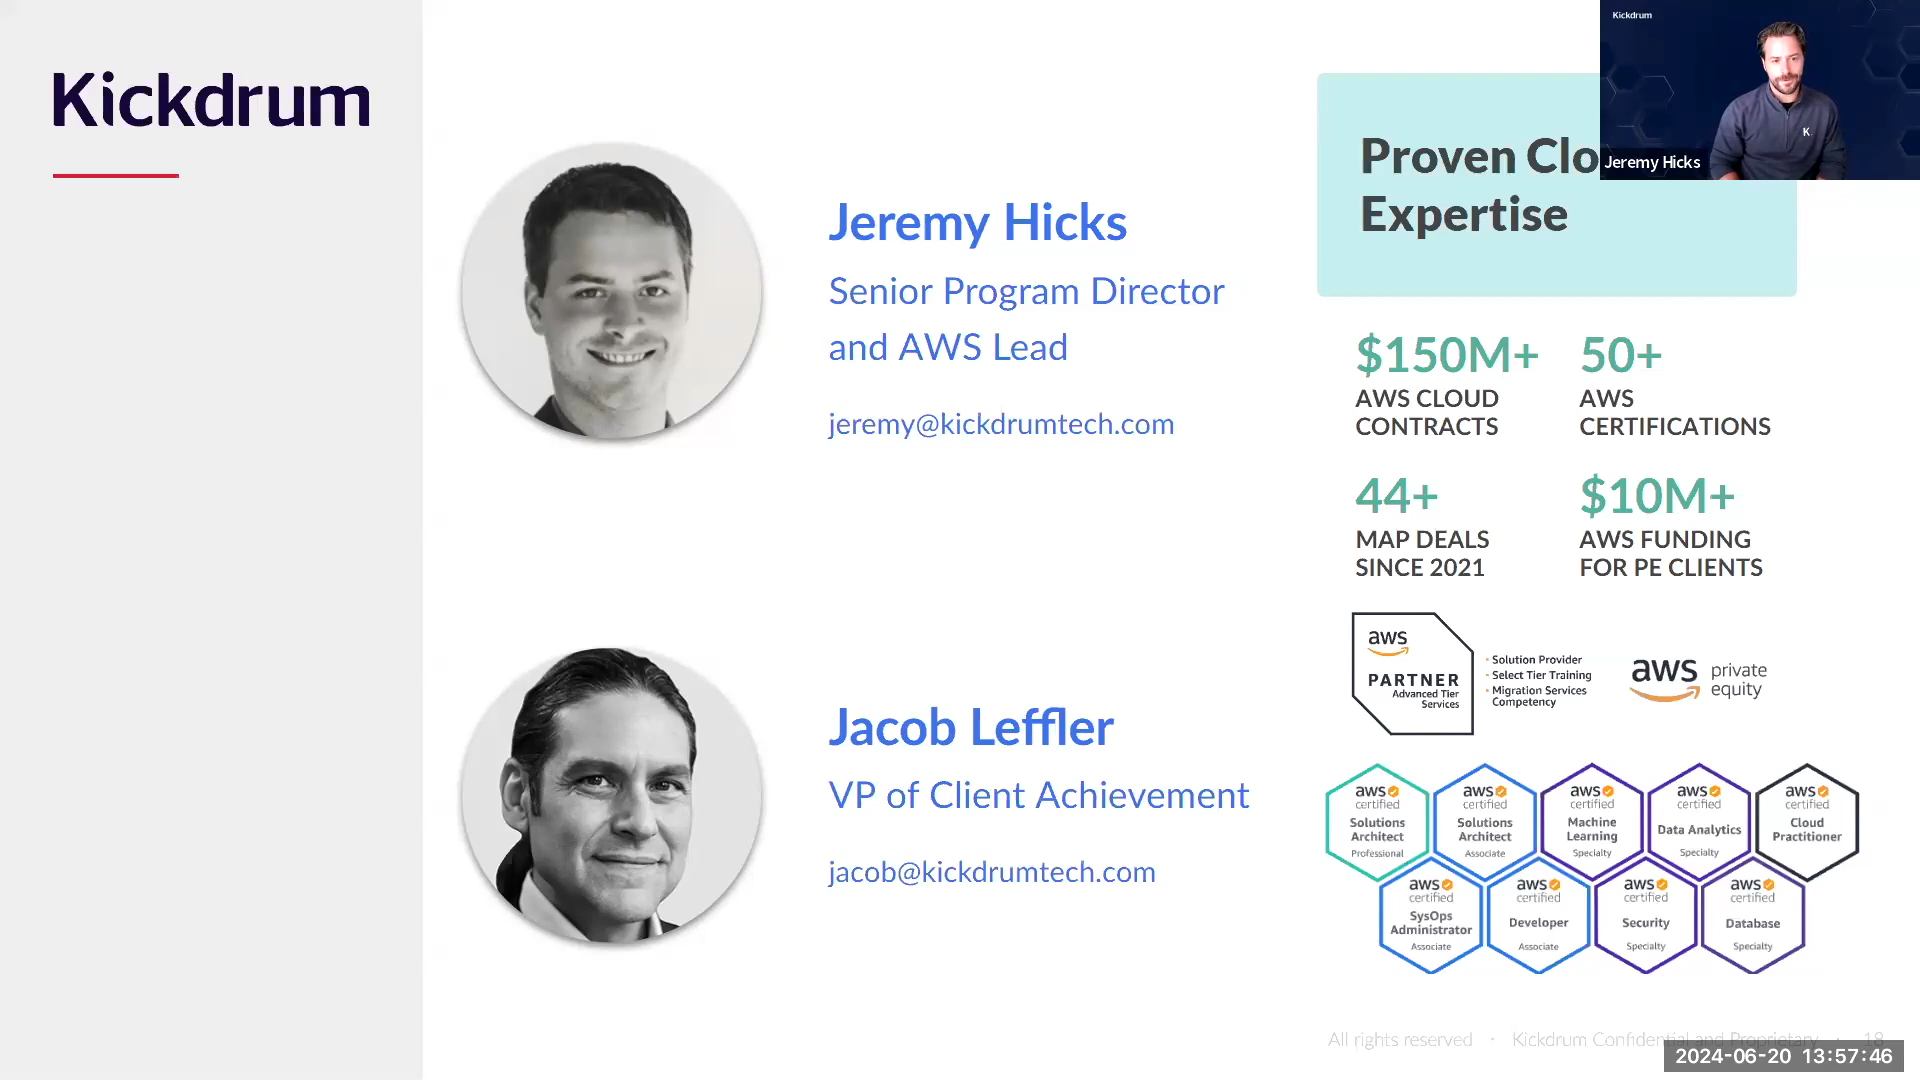 Kickdrum
Jeremy Hicks
Senior Program Director
and AWS Lead
jeremy@kickdrumtech.com
Jacob Leffler
VP of Client Achievement
jacob@kickdrumtech.com
Kickdrum
K
Jeremy Hicks
Proven Clo
Expertise
$150M+
AWS CLOUD
CONTRACTS
50+
AWS
CERTIFICATIONS
44+
MAP DEALS
SINCE 2021
$10M+
AWS FUNDING
FOR PE CLIENTS
aws
PARTNER
Advanced Tier
Services
- Solution Provider
- Select Tier Training
- Migration Services
Competency
aws private
equity
aws
certified
Solutions
Architect
Professional
aws
certified
Solutions
Architect
Associate
aws
certified
Machine
Learning
Specialty
aws
certified
Data Analytics
Specialty
aws
certified
Cloud
Practitioner
aws
certified
SysOps
Administrator
Associate
aws
certified
Developer
Associate
aws
certified
Security
Specialty
aws
certified
Database
Specialty
All rights reserved · Kickdrum Confidential and Proprietary · 18
2024-06-20 13:57:46